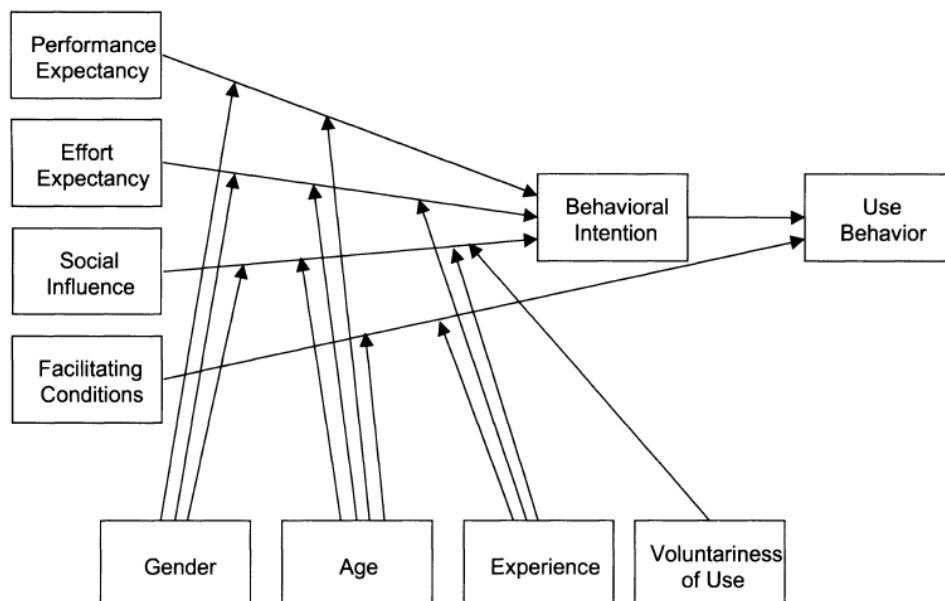 Performance
Expectancy
Effort
Expectancy
Social
Influence
Facilitating
Conditions
Behavioral
Intention
Use
Behavior
Gender
Age
Experience
Voluntariness
of Use